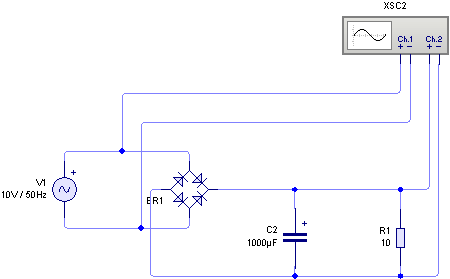 XSC2
Ch.1 Ch.2
+ − + −
V1
10V / 50Hz
+
BR1
C2
1000µF
+
R1
10